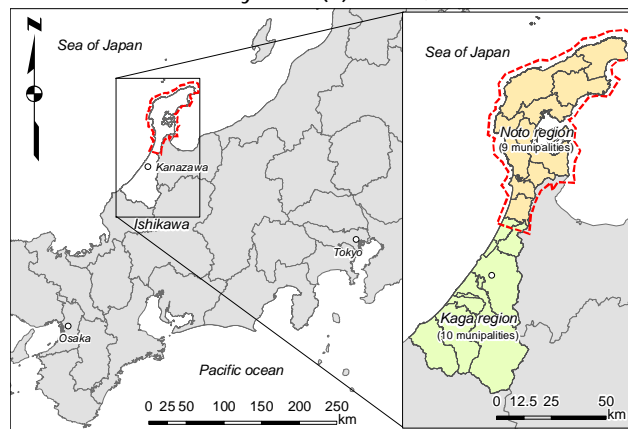 Sea of Japan
Sea of Japan
N
Noto region
(9 munipalities)
Kanazawa
Ishikawa
Tokyo
Kaga region
(10 munipalities)
Osaka
Pacific ocean
0 25 50 100 150 200 250
km
0 12.5 25 50
km